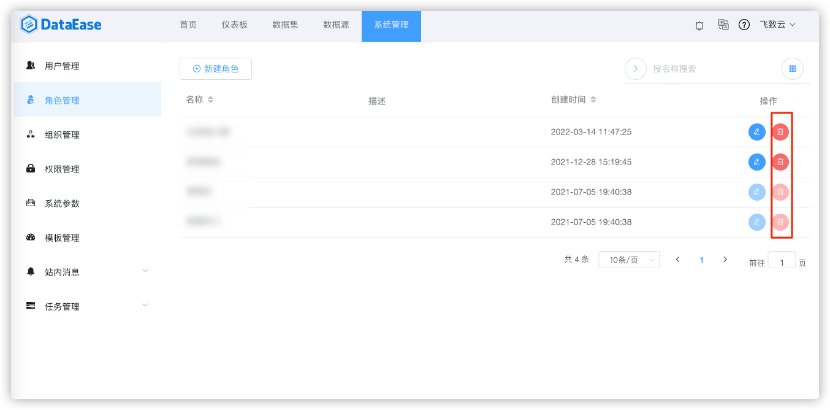 DataEase 首页 仪表板 数据集 数据源 系统管理 飞致云
用户管理
角色管理
组织管理
权限管理
系统参数
模板管理
站内消息
任务管理
新建角色 按名称搜索
名称 描述 创建时间 操作
2022-03-14 11:47:25
2021-12-28 15:19:45
2021-07-05 19:40:38
2021-07-05 19:40:38
共 4 条 10条/页 1 前往 1 页